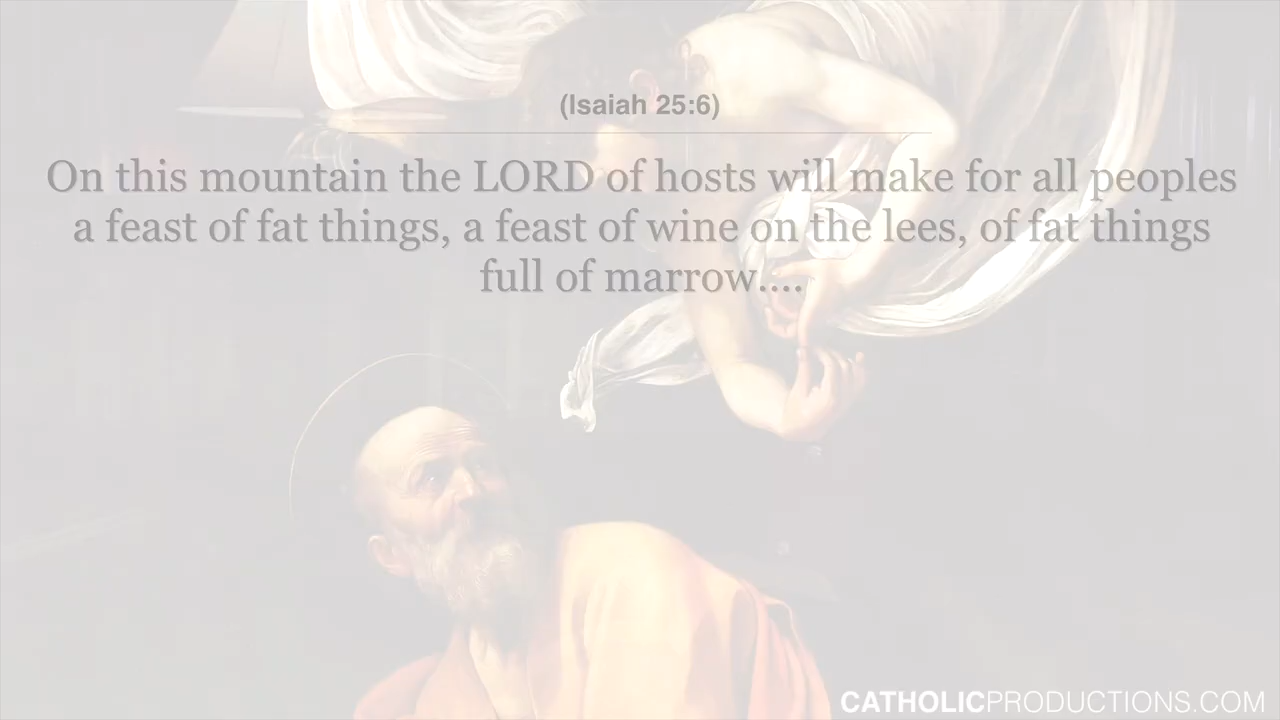 (Isaiah 25:6)
On this mountain the LORD of hosts will make for all peoples
a feast of fat things, a feast of wine on the lees, of fat things
full of marrow....
CATHOLICPRODUCTIONS.COM